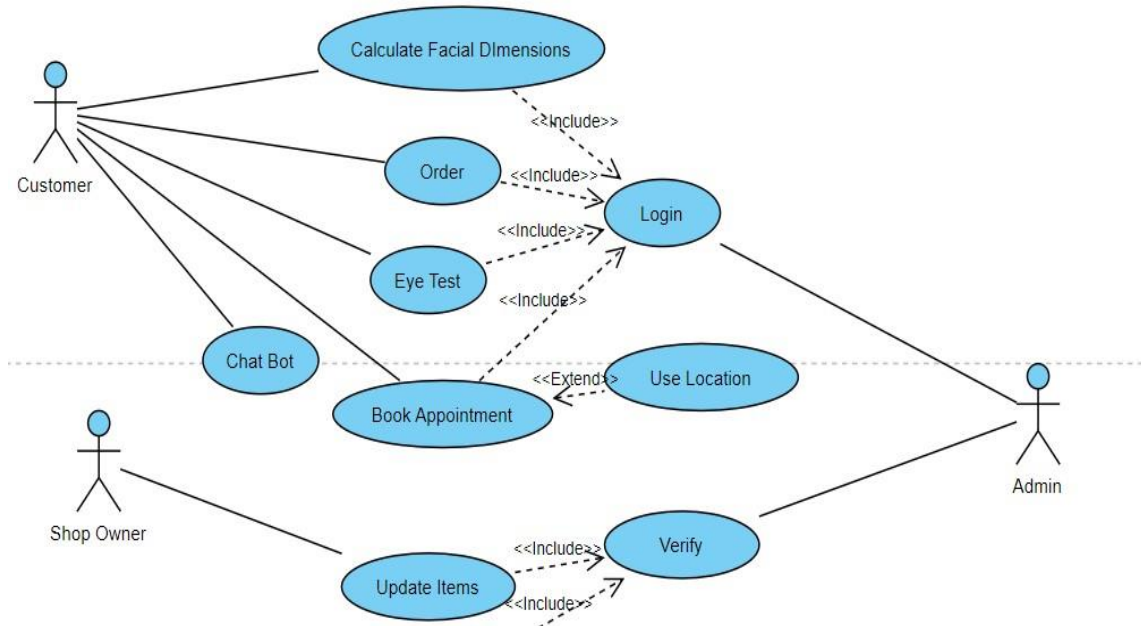 Calculate Facial DImensions
<<Include>>
Customer
Order
<<Include>>
Login
<<Include>>
Eye Test
<<Include>>
Chat Bot
<<Extend>>
Use Location
Book Appointment
Admin
Shop Owner
<<Include>>
Verify
Update Items
<<Include>>